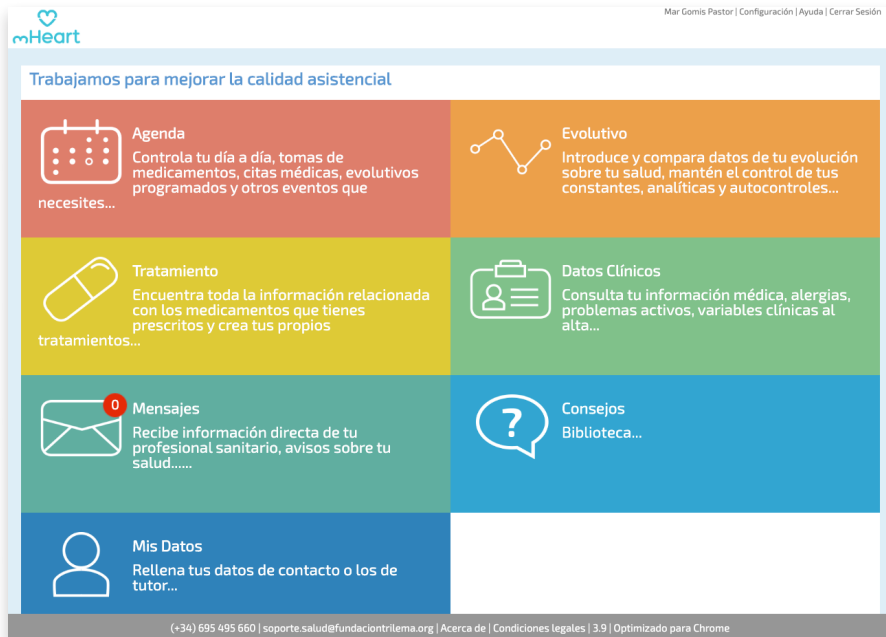 Mar Gomis Pastor | Configuración | Ayuda | Cerrar Sesión
mHeart
Trabajamos para mejorar la calidad asistencial
Agenda
Controla tu día a día, tomas de
medicamentos, citas médicas, evolutivos
programados y otros eventos que
necesites...
Evolutivo
Introduce y compara datos de tu evolución
sobre tu salud, mantén el control de tus
constantes, analíticas y autocontroles...
Tratamiento
Encuentra toda la información relacionada
con los medicamentos que tienes
prescritos y crea tus propios
tratamientos...
Datos Clínicos
Consulta tu información médica, alergias,
problemas activos, variables clínicas al
alta...
0
Mensajes
Recibe información directa de tu
profesional sanitario, avisos sobre tu
salud......
?
Consejos
Biblioteca...
Mis Datos
Rellena tus datos de contacto o los de
tutor...
(+34) 695 495 660 | soporte.salud@fundaciontrilema.org | Acerca de | Condiciones legales | 3.9 | Optimizado para Chrome